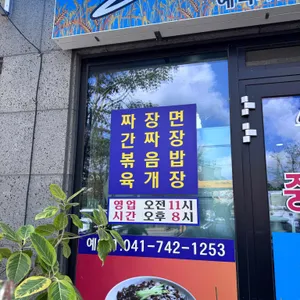 짜장면
간짜장
볶음밥
육개장
영업 오전 11시
시간 오후 8시
041-742-1253
중